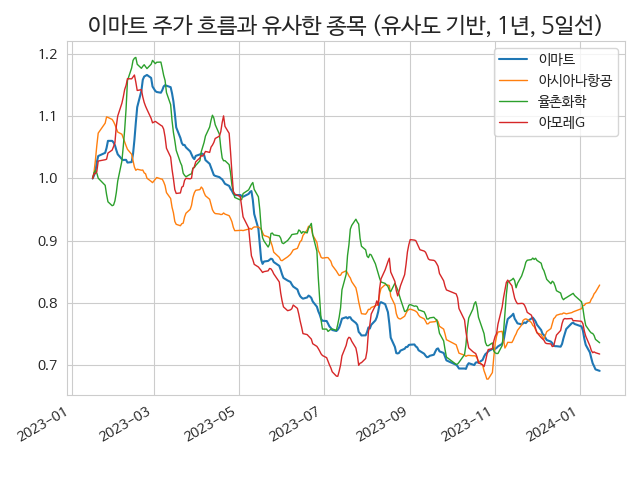 이마트 주가 흐름과 유사한 종목 (유사도 기반, 1년, 5일선)
이마트
아시아나항공
율촌화학
아모레G
1.2
1.1
1.0
0.9
0.8
0.7
2023-01
2023-03
2023-05
2023-07
2023-09
2023-11
2024-01